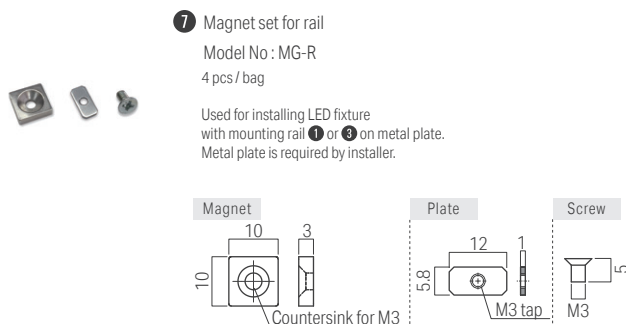 7 Magnet set for rail
Model No : MG-R
4 pcs / bag
Used for installing LED fixture
with mounting rail 1 or 3 on metal plate.
Metal plate is required by installer.
Magnet
Plate
Screw
10
3
10
Countersink for M3
12
1
5.8
M3 tap
5
M3